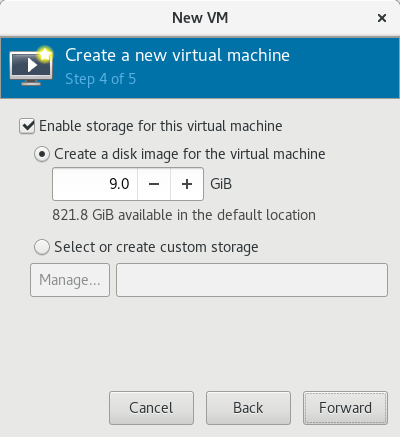 New VM
Create a new virtual machine
Step 4 of 5
Enable storage for this virtual machine
Create a disk image for the virtual machine
9.0 − + GiB
821.8 GiB available in the default location
Select or create custom storage
Manage...
Cancel Back Forward